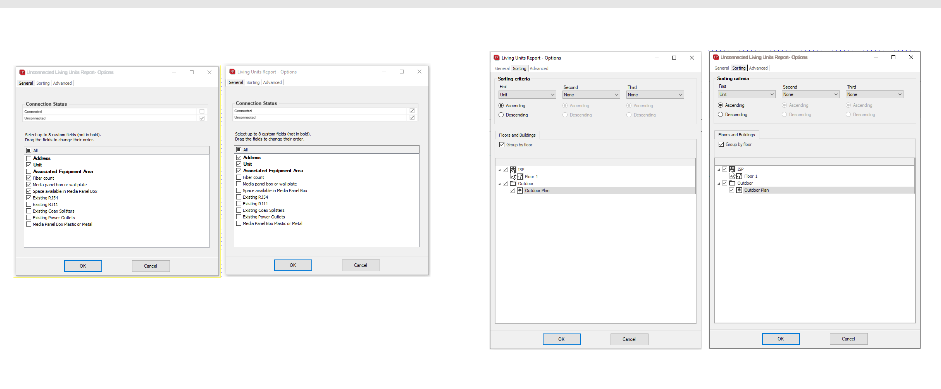 Unconnected Living Units Report- Options
General Sorting Advanced
Connection Status
Connected
Unconnected
Select up to 8 custom fields (not in bold).
Drag the fields to change their order.
All
Address
Unit
Associated Equipment Area
Fiber count
Media panel box or wall plate
Space available in Media Panel Box
Existing RJ54
Existing RJ11
Existing Coax Splitters
Existing Power Outlets
Media Panel Box Plastic or Metal
OK Cancel
Living Units Report - Options
General Sorting Advanced
Connection Status
Connected
Unconnected
Select up to 8 custom fields (not in bold).
Drag the fields to change their order.
All
Address
Unit
Associated Equipment Area
Fiber count
Media panel box or wall plate
Space available in Media Panel Box
Existing RJ54
Existing RJ11
Existing Coax Splitters
Existing Power Outlets
Media Panel Box Plastic or Metal
OK Cancel
Living Units Report - Options
General Sorting Advanced
Sorting criteria
First Second Third
Unit None None
Ascending Ascending Ascending
Descending Descending Descending
Floors and Buildings
Group by floor
Floor 1
Outdoor
Outdoor Plan
OK Cancel
Unconnected Living Units Report- Options
General Sorting Advanced
Sorting criteria
First Second Third
Unit None None
Ascending Ascending Ascending
Descending Descending Descending
Floors and Buildings
Group by floor
Floor 1
Outdoor
Outdoor Plan
OK Cancel